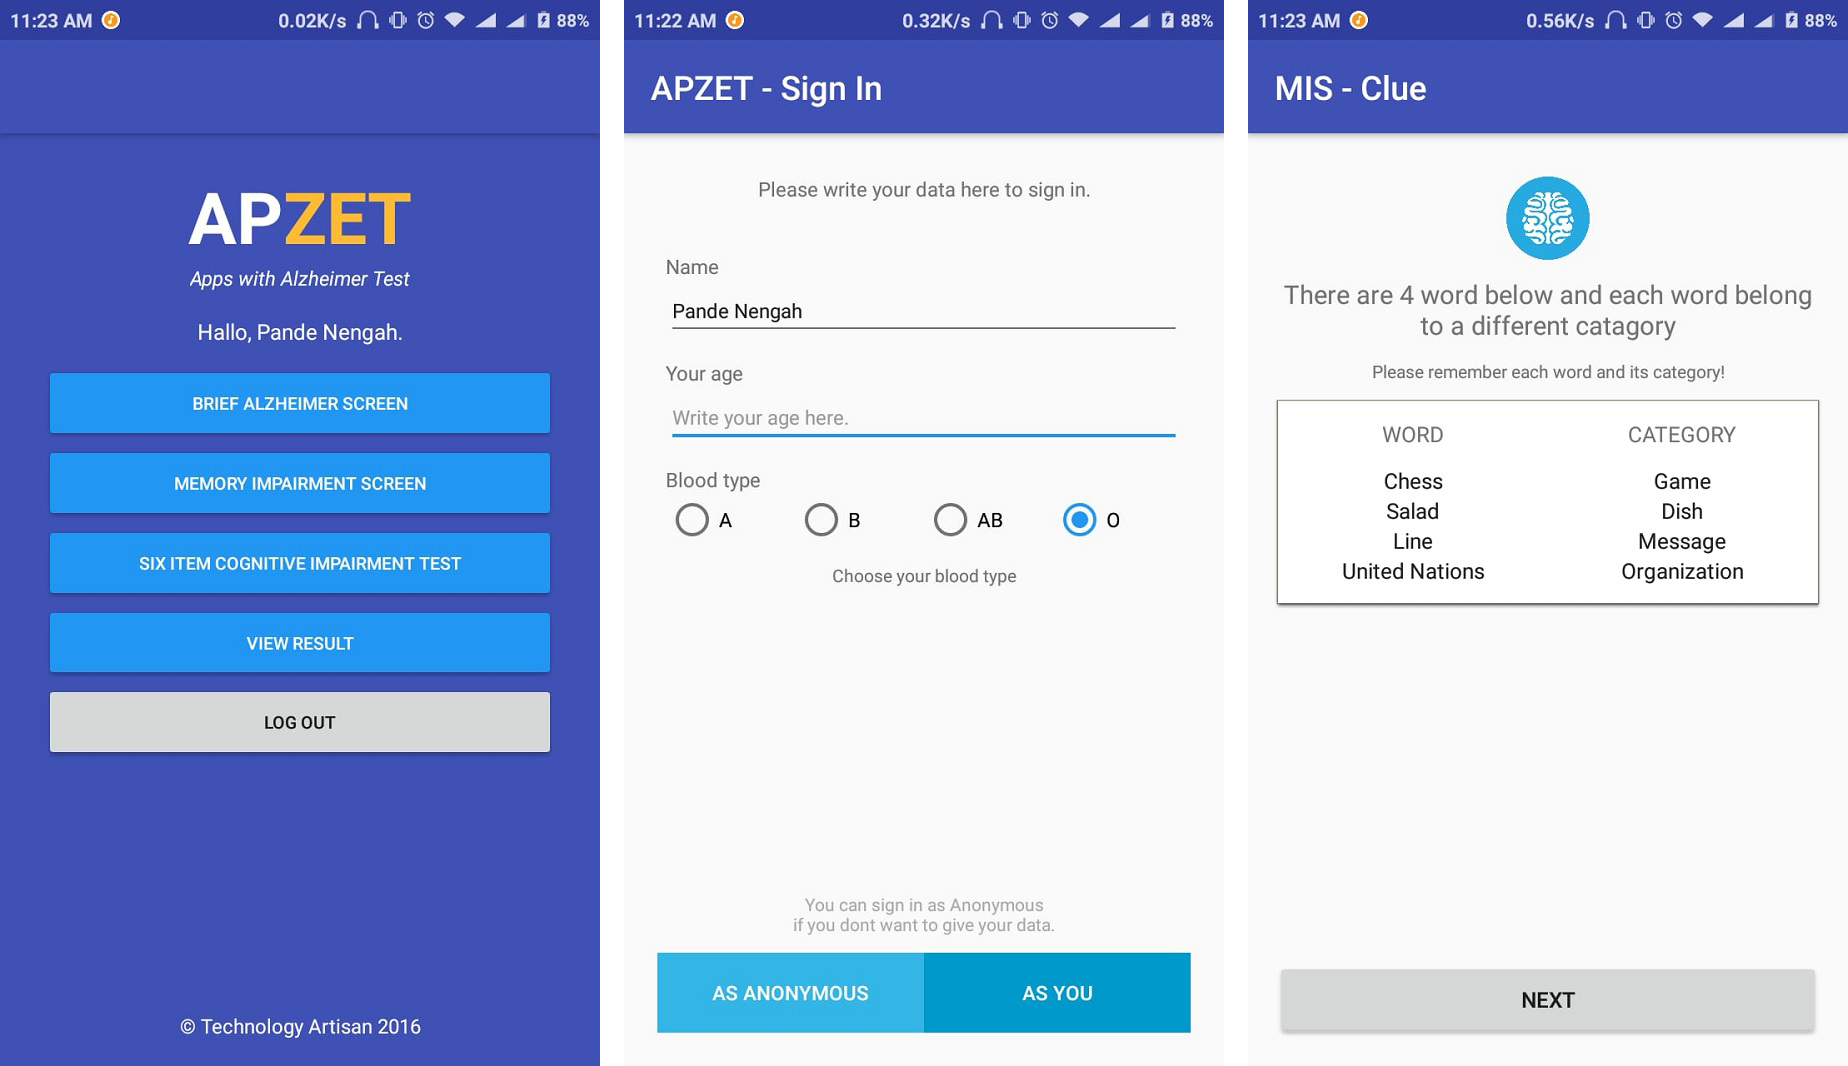 11:23 AM 0.02K/s 88%
APZET
Apps with Alzheimer Test
Hallo, Pande Nengah.
BRIEF ALZHEIMER SCREEN
MEMORY IMPAIRMENT SCREEN
SIX ITEM COGNITIVE IMPAIRMENT TEST
VIEW RESULT
LOG OUT
© Technology Artisan 2016
11:22 AM 0.32K/s 88%
APZET - Sign In
Please write your data here to sign in.
Name
Pande Nengah
Your age
Write your age here.
Blood type
A B AB O
Choose your blood type
You can sign in as Anonymous
if you dont want to give your data.
AS ANONYMOUS AS YOU
11:23 AM 0.56K/s 88%
MIS - Clue
There are 4 word below and each word belong
to a different catagory
Please remember each word and its category!
WORD CATEGORY
Chess Game
Salad Dish
Line Message
United Nations Organization
NEXT